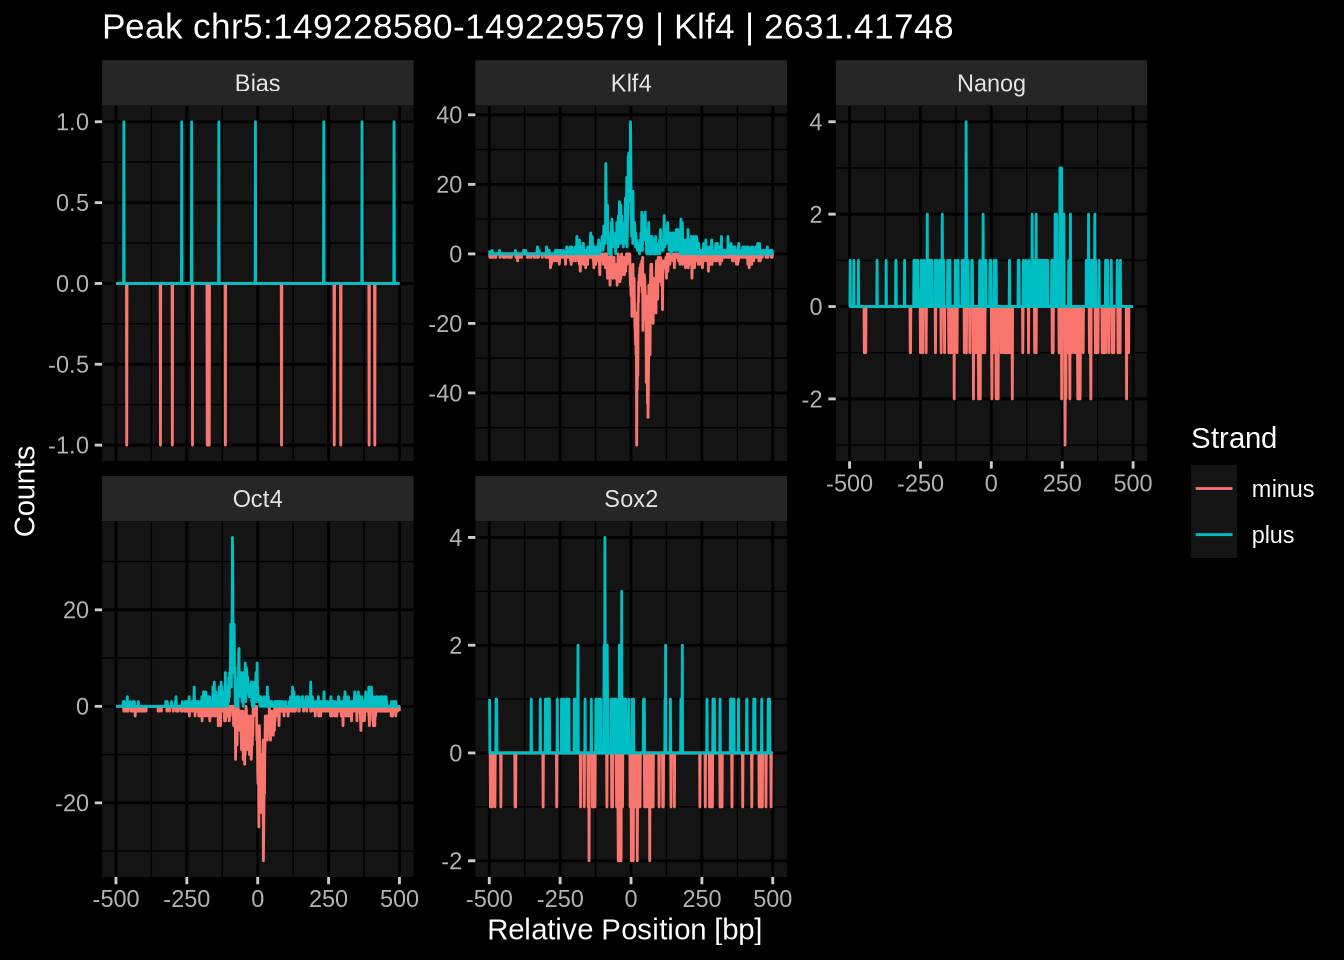 Peak chr5:149228580-149229579 | Klf4 | 2631.41748
Bias
Klf4
Nanog
1.0
0.5
0.0
-0.5
-1.0
40
20
0
-20
-40
4
2
0
-2
-500 -250 0 250 500
Counts
Oct4
Sox2
20
0
-20
4
2
0
-2
-500 -250 0 250 500
-500 -250 0 250 500
Relative Position [bp]
Strand
minus
plus